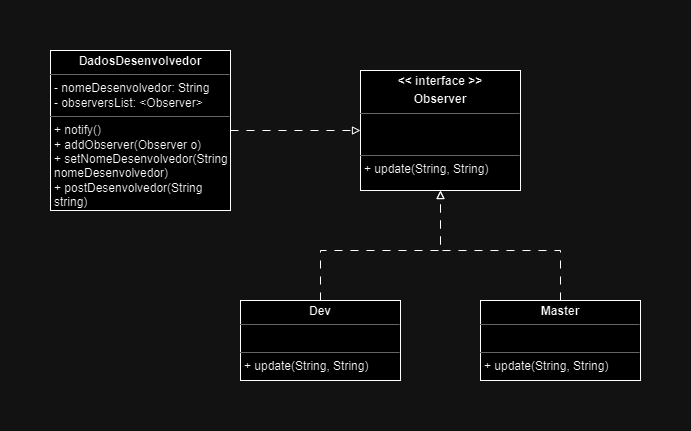 DadosDesenvolvedor
- nomeDesenvolvedor: String
- observersList: <Observer>
+ notify()
+ addObserver(Observer o)
+ setNomeDesenvolvedor(String
nomeDesenvolvedor)
+ postDesenvolvedor(String
string)
<< interface >>
Observer
+ update(String, String)
Dev
+ update(String, String)
Master
+ update(String, String)